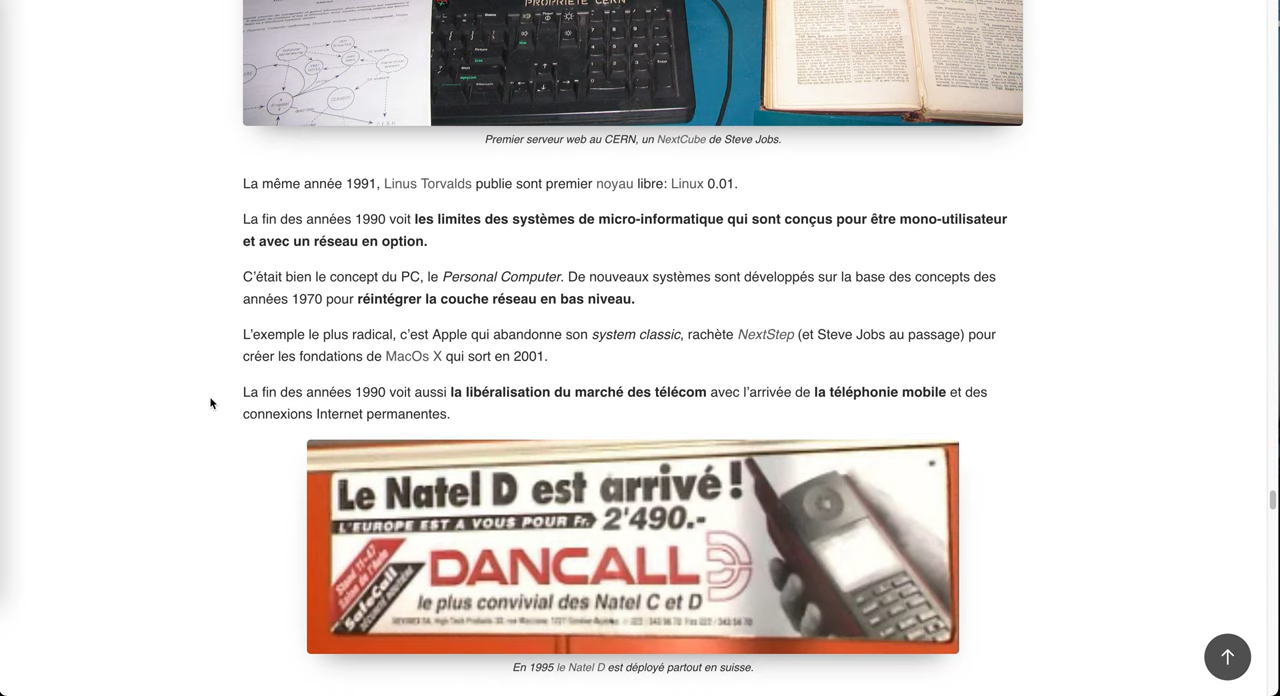 PROPRIETE CERN
Premier serveur web au CERN, un NextCube de Steve Jobs.
La même année 1991, Linus Torvalds publie sont premier noyau libre: Linux 0.01.
La fin des années 1990 voit les limites des systèmes de micro-informatique qui sont conçus pour être mono-utilisateur
et avec un réseau en option.
C’était bien le concept du PC, le Personal Computer. De nouveaux systèmes sont développés sur la base des concepts des
années 1970 pour réintégrer la couche réseau en bas niveau.
L’exemple le plus radical, c’est Apple qui abandonne son system classic, rachète NextStep (et Steve Jobs au passage) pour
créer les fondations de MacOs X qui sort en 2001.
La fin des années 1990 voit aussi la libéralisation du marché des télécom avec l’arrivée de la téléphonie mobile et des
connexions Internet permanentes.
Le Natel D est arrivé !
L'EUROPE EST A VOUS POUR Fr. 2'490.-
DANCALL
SafeCall
le plus convivial des Natel C et D
En 1995 le Natel D est déployé partout en suisse.